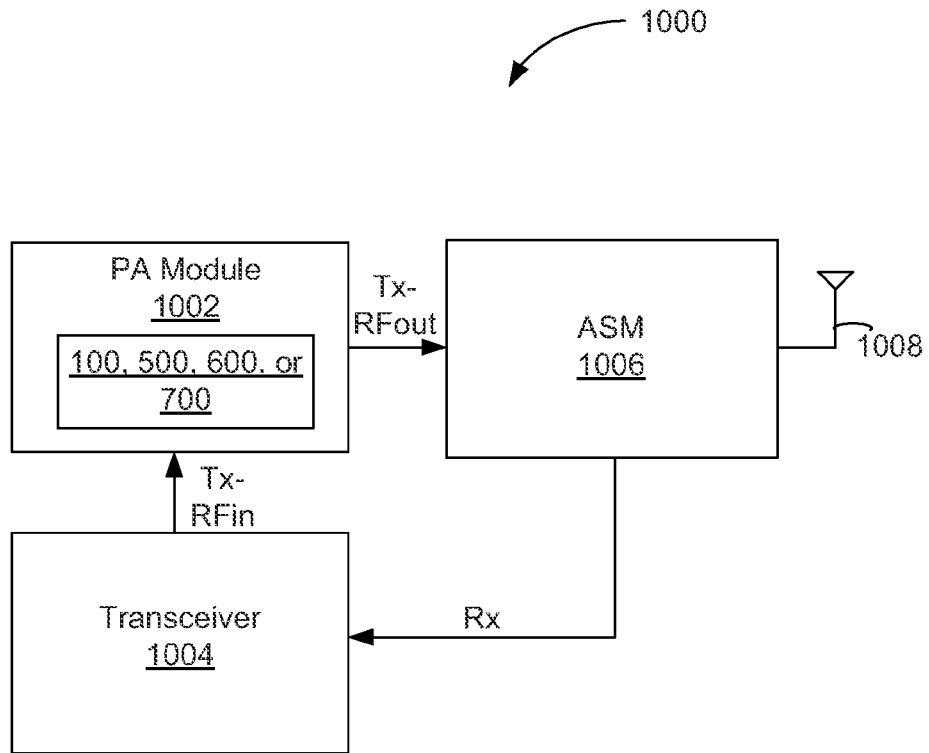 1000
PA Module
1002
100, 500, 600. or
700
Tx-
RFout
ASM
1006
1008
Tx-
RFin
Transceiver
1004
Rx